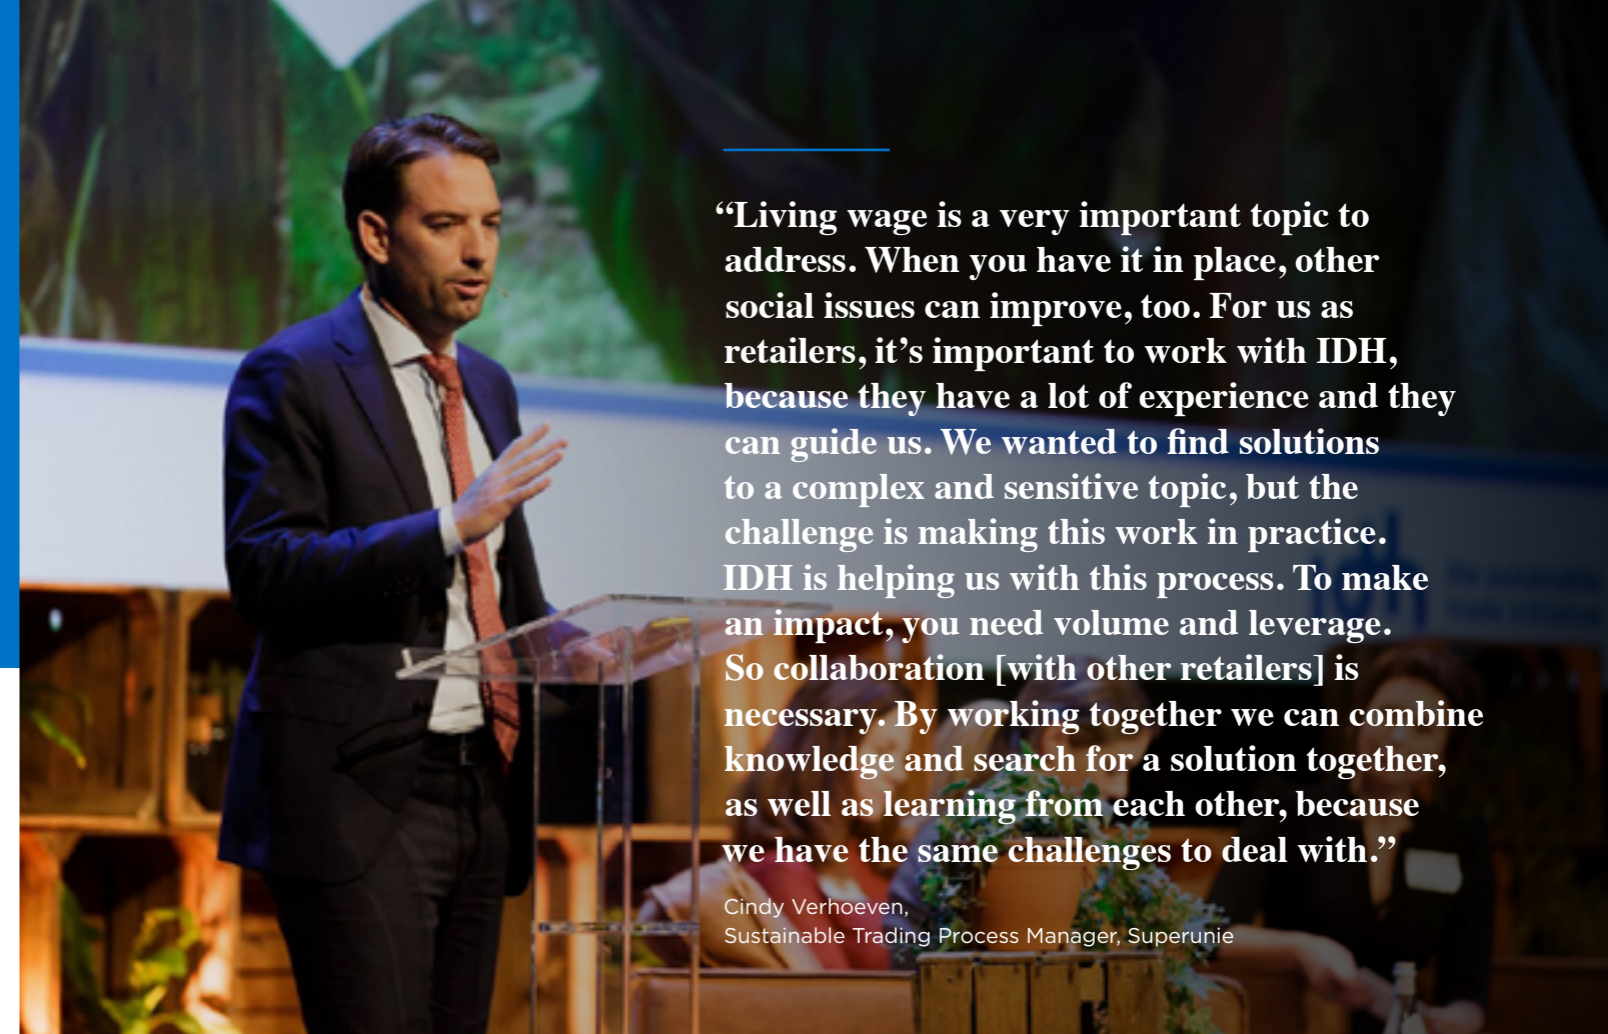 “Living wage is a very important topic to
address. When you have it in place, other
social issues can improve, too. For us as
retailers, it’s important to work with IDH,
because they have a lot of experience and they
can guide us. We wanted to find solutions
to a complex and sensitive topic, but the
challenge is making this work in practice.
IDH is helping us with this process. To make
an impact, you need volume and leverage.
So collaboration [with other retailers] is
necessary. By working together we can combine
knowledge and search for a solution together,
as well as learning from each other, because
we have the same challenges to deal with.”
Cindy Verhoeven,
Sustainable Trading Process Manager, Superunie
idh